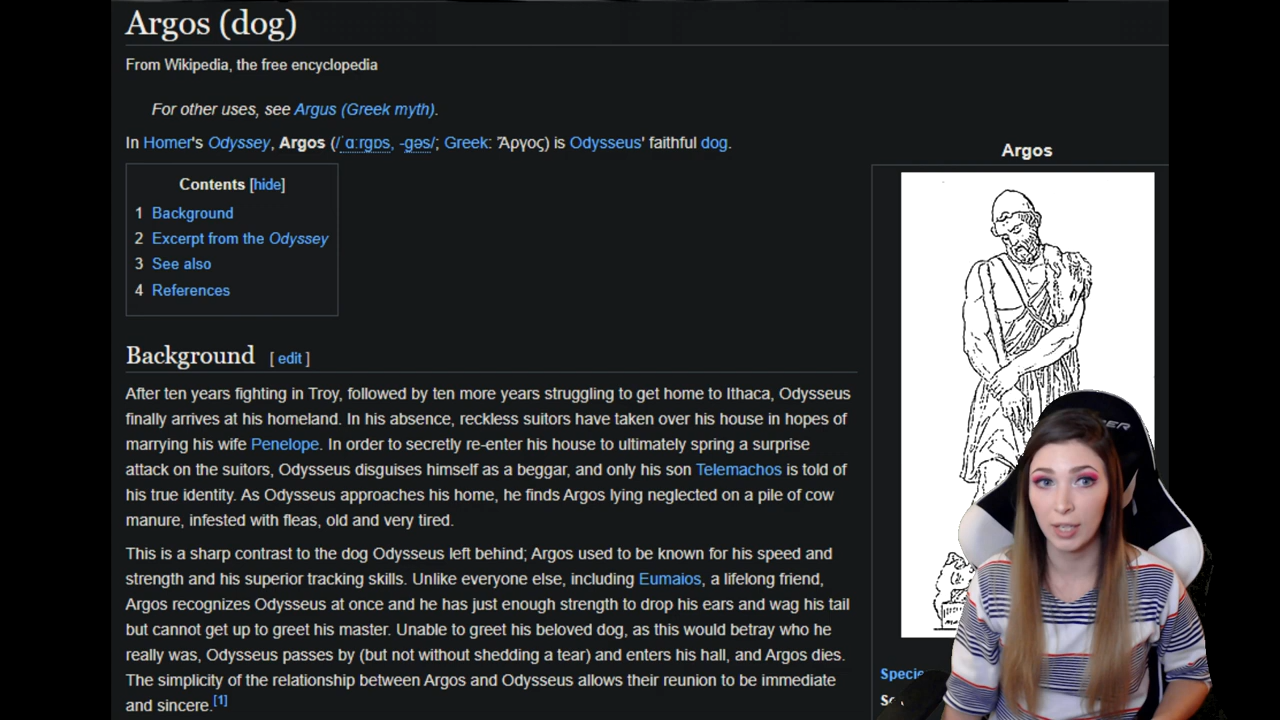 Argos (dog)
From Wikipedia, the free encyclopedia
For other uses, see Argus (Greek myth).
In Homer's Odyssey, Argos (/ˈɑːrɡɒs, -ɡəs/; Greek: Ἄργος) is Odysseus' faithful dog.
Contents [hide]
1 Background
2 Excerpt from the Odyssey
3 See also
4 References
Argos
Background [ edit ]
After ten years fighting in Troy, followed by ten more years struggling to get home to Ithaca, Odysseus
finally arrives at his homeland. In his absence, reckless suitors have taken over his house in hopes of
marrying his wife Penelope. In order to secretly re-enter his house to ultimately spring a surprise
attack on the suitors, Odysseus disguises himself as a beggar, and only his son Telemachos is told of
his true identity. As Odysseus approaches his home, he finds Argos lying neglected on a pile of cow
manure, infested with fleas, old and very tired.
This is a sharp contrast to the dog Odysseus left behind; Argos used to be known for his speed and
strength and his superior tracking skills. Unlike everyone else, including Eumaios, a lifelong friend,
Argos recognizes Odysseus at once and he has just enough strength to drop his ears and wag his tail
but cannot get up to greet his master. Unable to greet his beloved dog, as this would betray who he
really was, Odysseus passes by (but not without shedding a tear) and enters his hall, and Argos dies.
The simplicity of the relationship between Argos and Odysseus allows their reunion to be immediate
and sincere.[1]
Specie